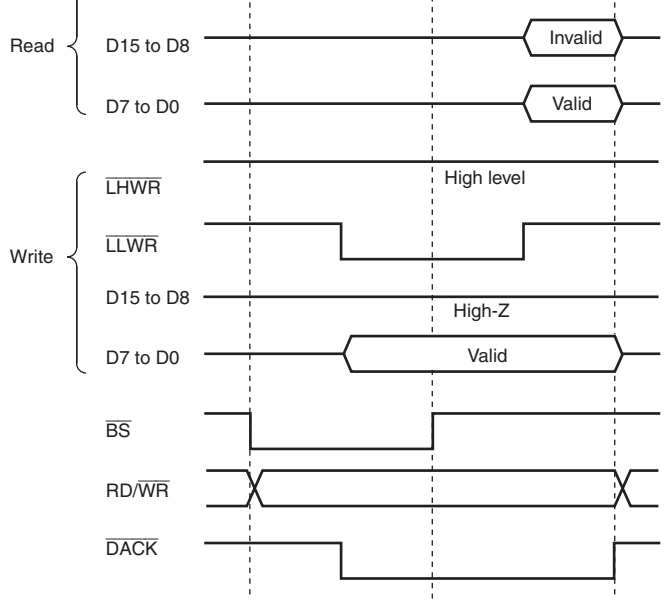 Read
D15 to D8
Invalid
D7 to D0
Valid
Write
LHWR
High level
LLWR
D15 to D8
High-Z
D7 to D0
Valid
BS
RD/WR
DACK